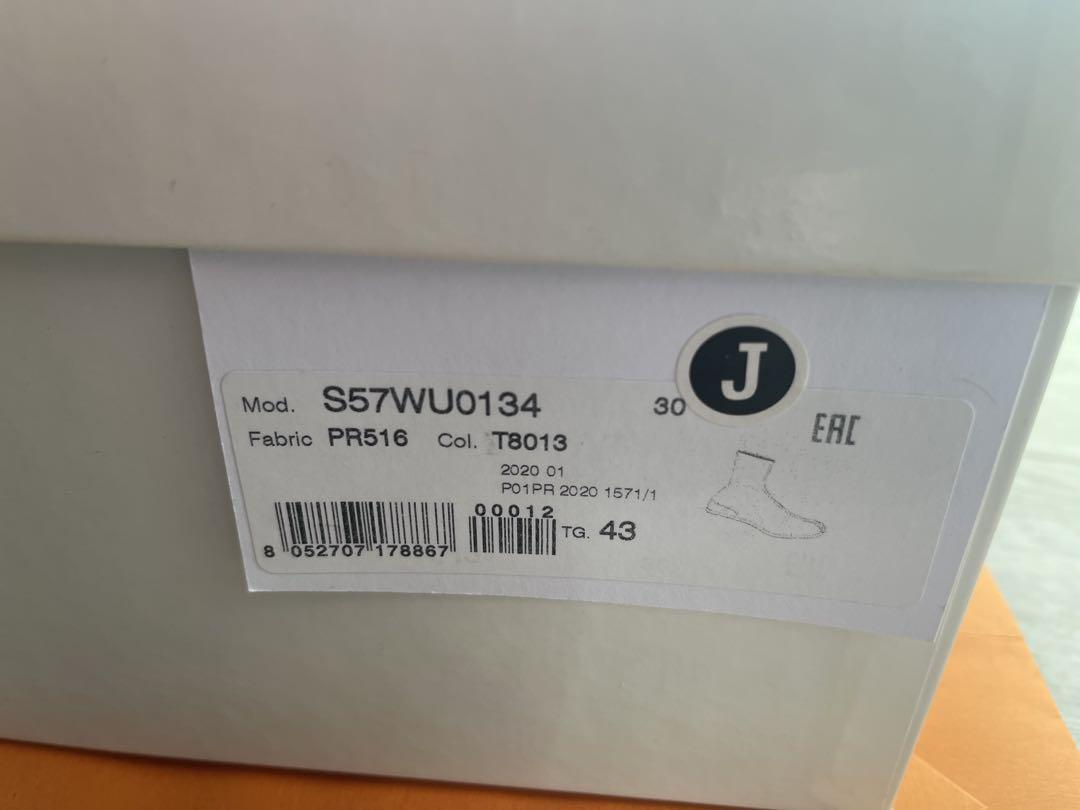 J
Mod. S57WU0134 30
EAC
Fabric PR516 Col. T8013
2020 01
P01PR 2020 1571/1
00012
TG. 43
8 052707 178867